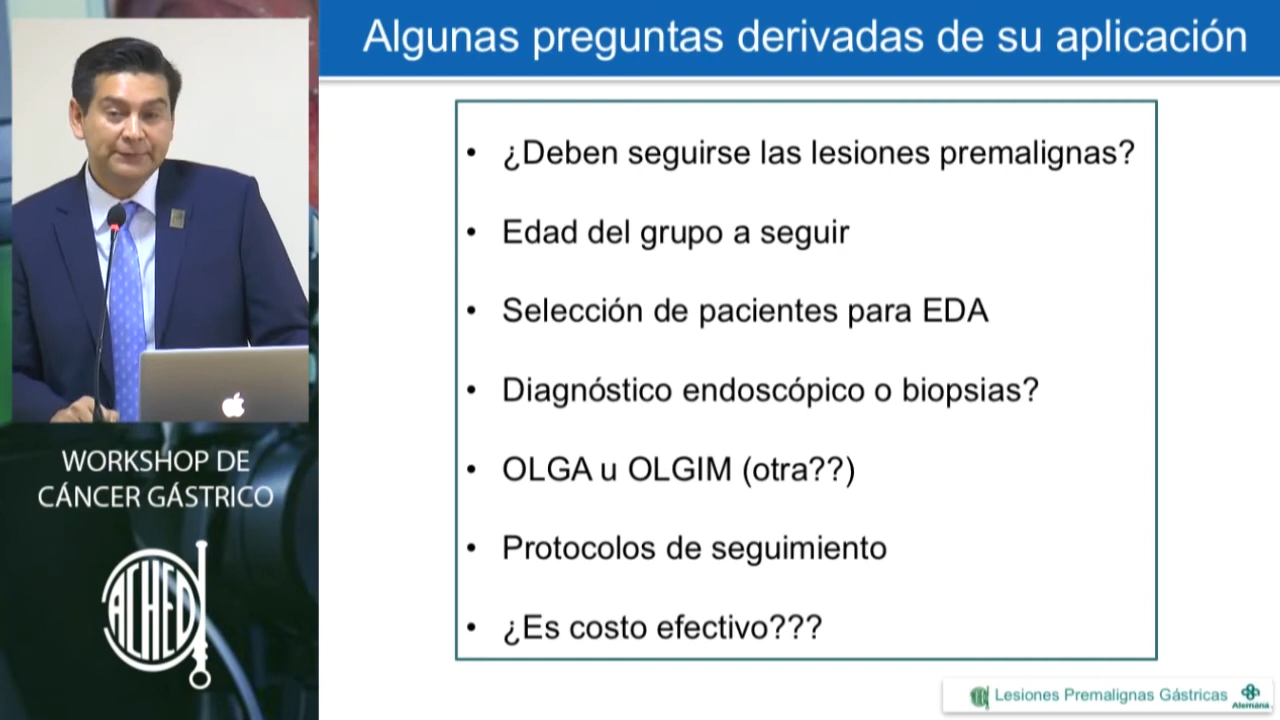 Algunas preguntas derivadas de su aplicación
• ¿Deben seguirse las lesiones premalignas?
• Edad del grupo a seguir
• Selección de pacientes para EDA
• Diagnóstico endoscópico o biopsias?
• OLGA u OLGIM (otra??)
• Protocolos de seguimiento
• ¿Es costo efectivo???
WORKSHOP DE
CÁNCER GÁSTRICO
ACHED
Lesiones Premalignas Gástricas
Alemana